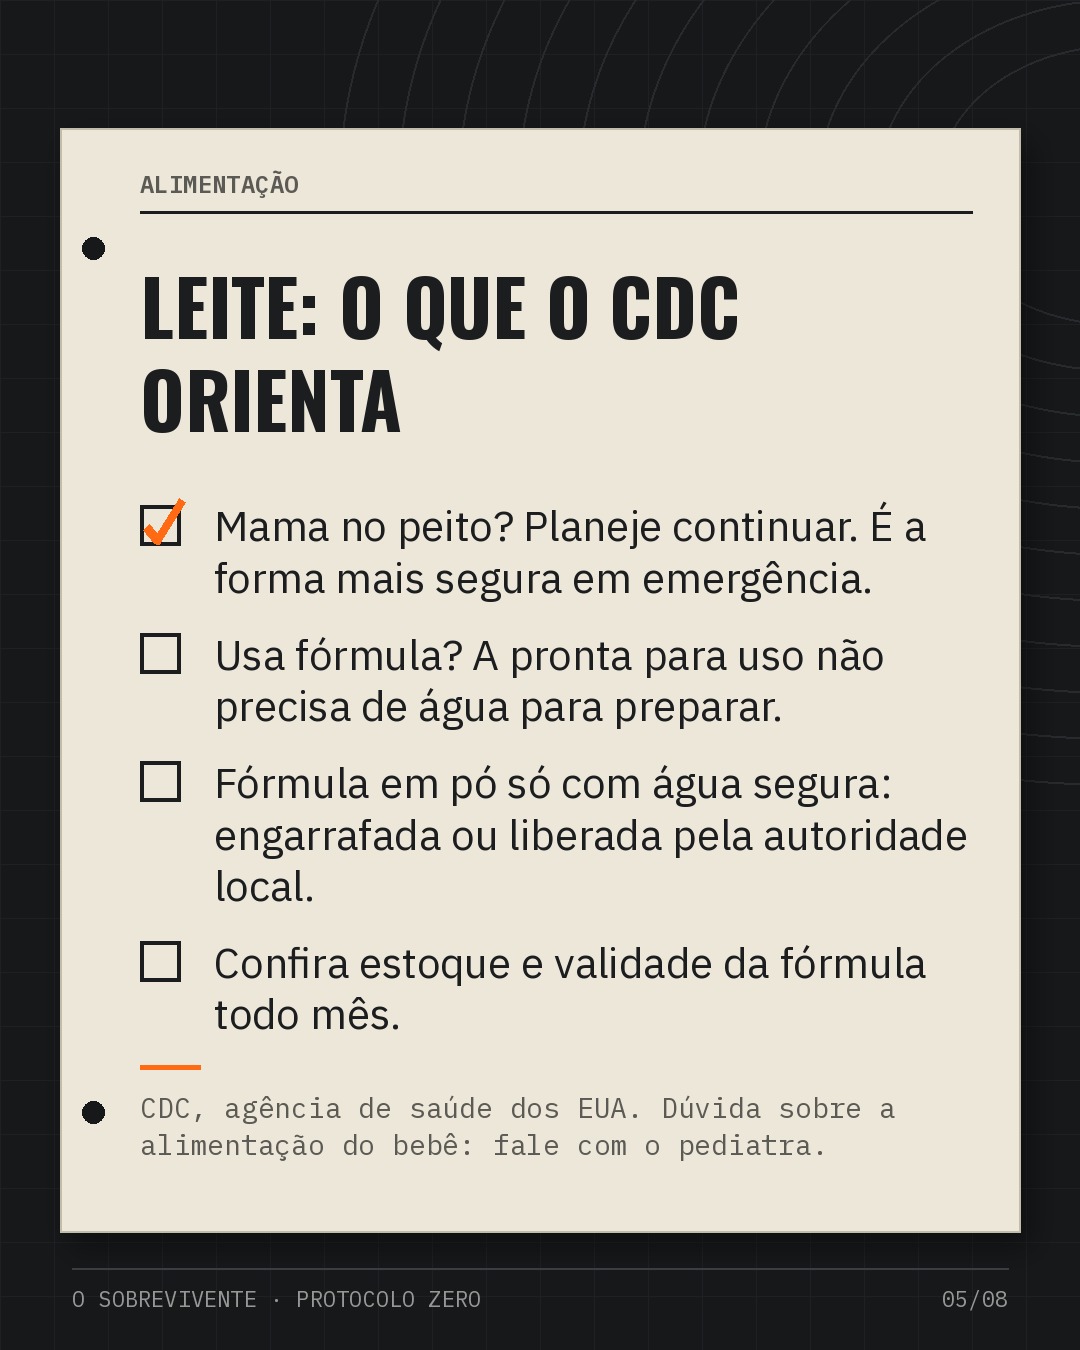 ALIMENTAÇÃO
LEITE: O QUE O CDC
ORIENTA
Mama no peito? Planeje continuar. É a
forma mais segura em emergência.
Usa fórmula? A pronta para uso não
precisa de água para preparar.
Fórmula em pó só com água segura:
engarrafada ou liberada pela autoridade
local.
Confira estoque e validade da fórmula
todo mês.
CDC, agência de saúde dos EUA. Dúvida sobre a
alimentação do bebê: fale com o pediatra.
O SOBREVIVENTE · PROTOCOLO ZERO
05/08